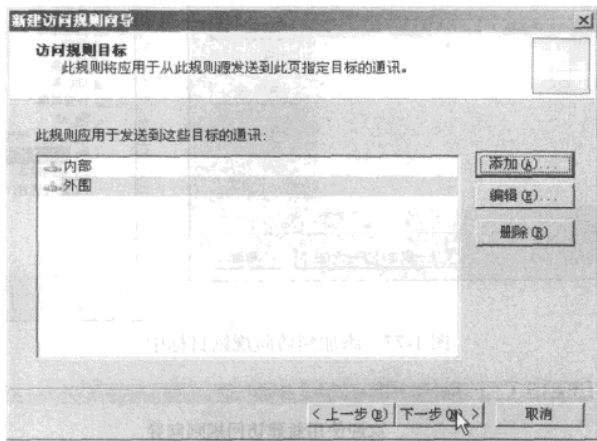 新建访问规则向导
访问规则目标
此规则将应用于从此规则源发送到此页指定目标的通讯。
此规则应用于发送到这些目标的通讯:
内部
外围
添加(A)...
编辑(E)...
删除(R)
<上一步(B)
下一步(N)>
取消